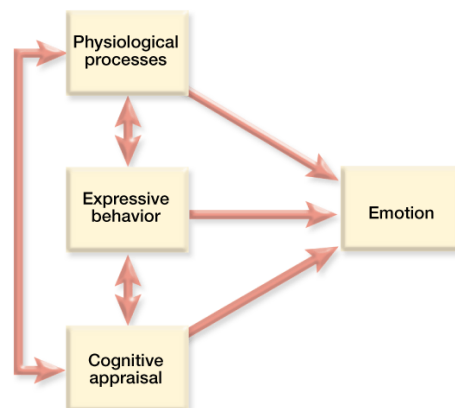 Physiological
processes
Expressive
behavior
Emotion
Cognitive
appraisal